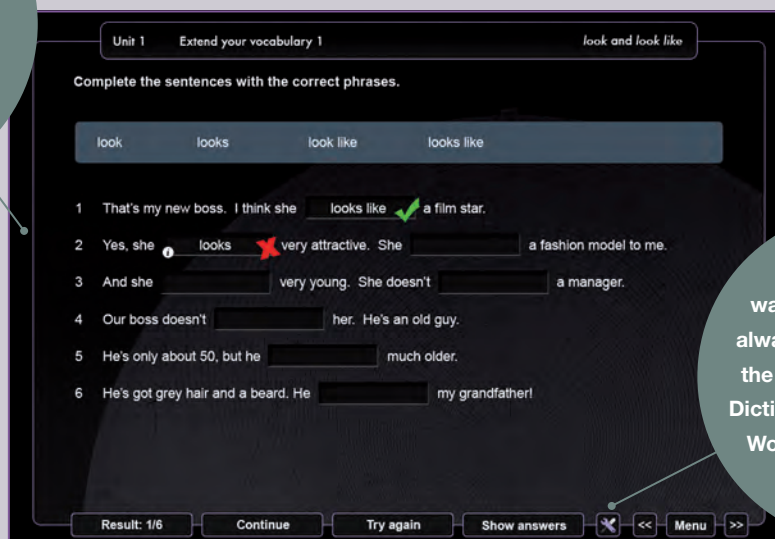 Unit 1 Extend your vocabulary 1 look and look like
Complete the sentences with the correct phrases.
look looks look like looks like
1 That's my new boss. I think she looks like a film star.
2 Yes, she looks very attractive. She a fashion model to me.
3 And she very young. She doesn't a manager.
4 Our boss doesn't her. He's an old guy.
5 He's only about 50, but he much older.
6 He's got grey hair and a beard. He my grandfather!
the
Result: 1/6 Continue Try again Show answers << Menu >>